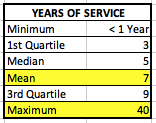 YEARS OF SERVICE
Minimum < 1 Year
1st Quartile 3
Median 5
Mean 7
3rd Quartile 9
Maximum 40